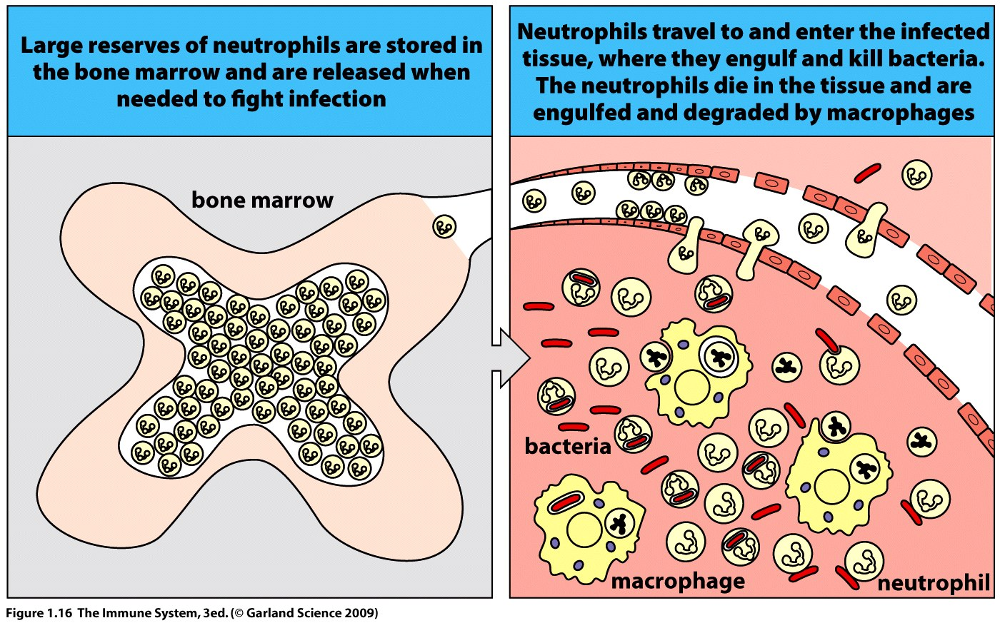 Large reserves of neutrophils are stored in
the bone marrow and are released when
needed to fight infection
Neutrophils travel to and enter the infected
tissue, where they engulf and kill bacteria.
The neutrophils die in the tissue and are
engulfed and degraded by macrophages
bone marrow
bacteria
macrophage
neutrophil
Figure 1.16 The Immune System, 3ed. (© Garland Science 2009)